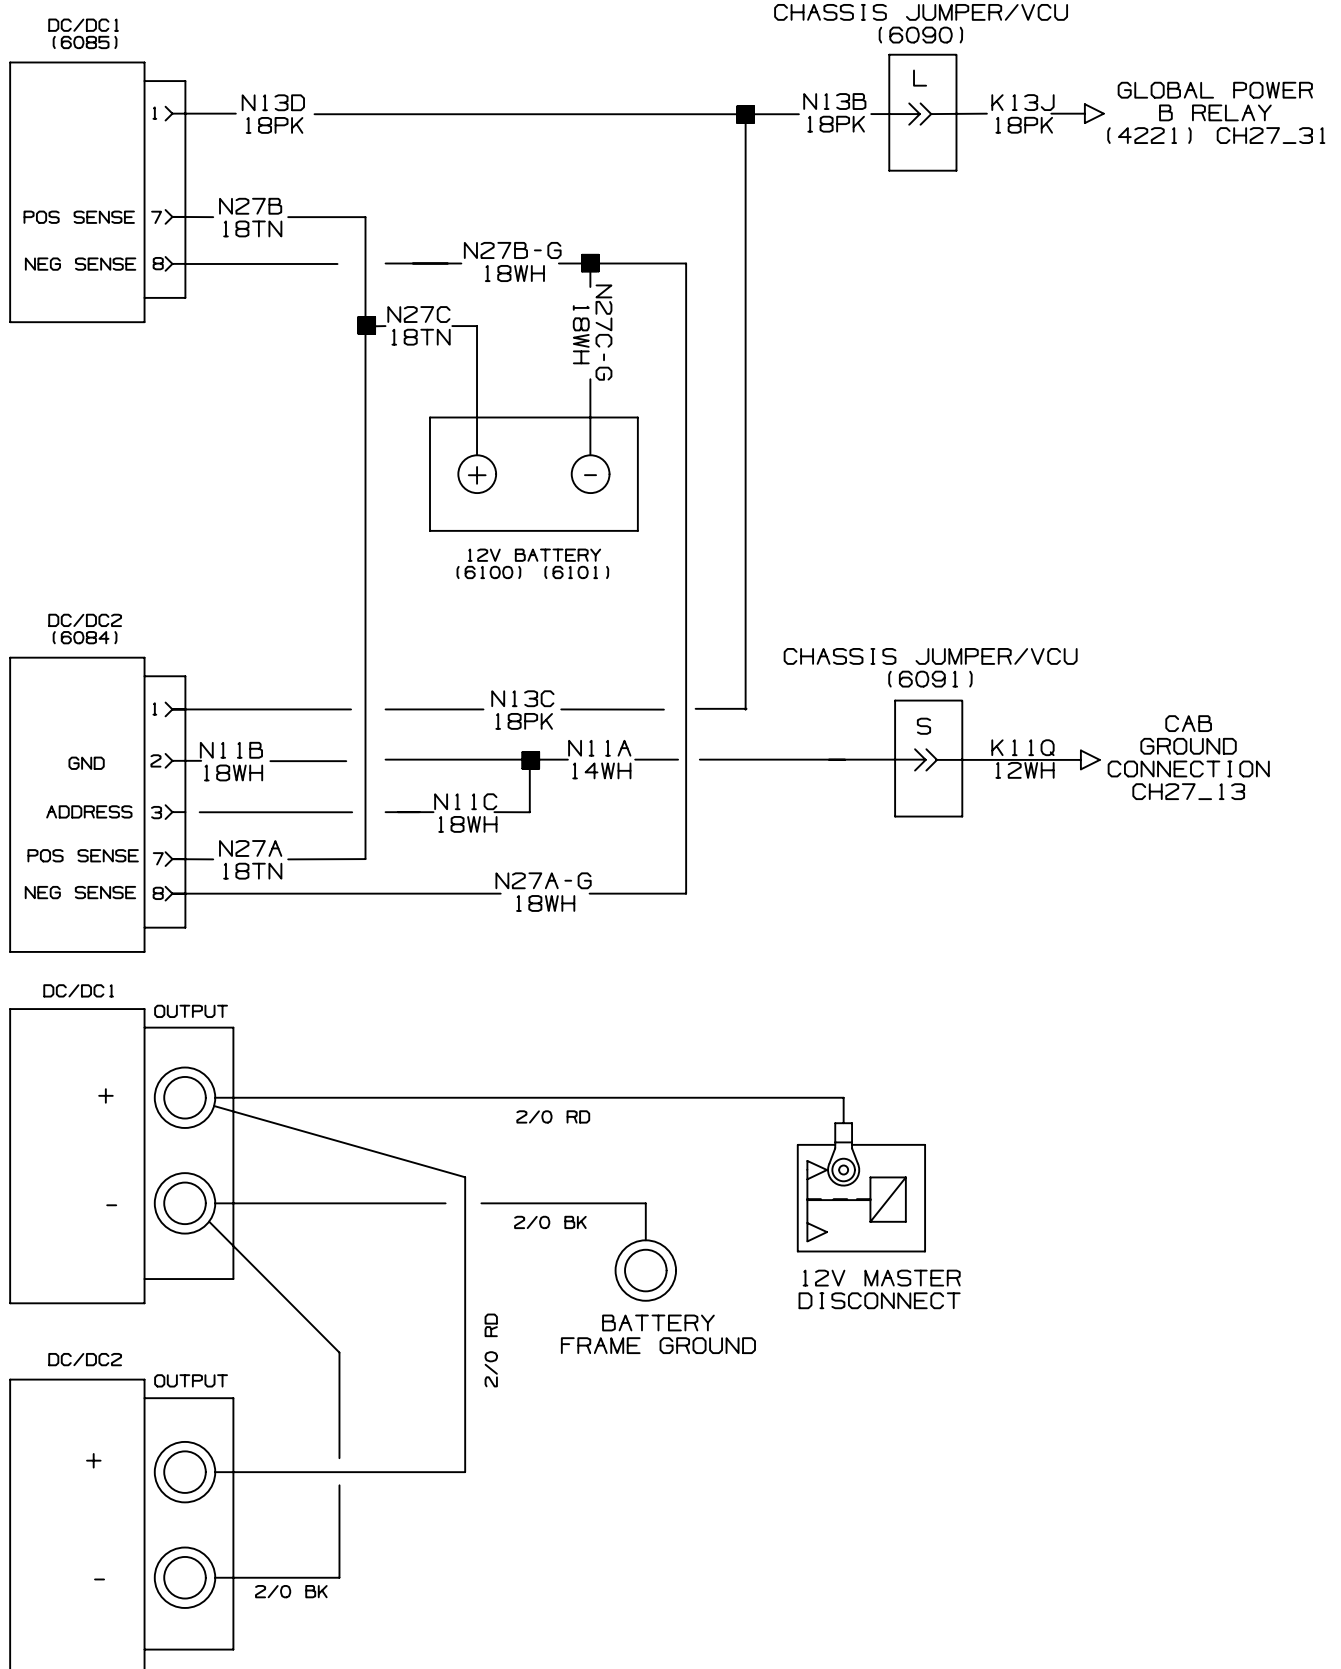 CHASSIS JUMPER/VCU
(6090)
DC/DC1
(6085)
L
1
N13D
18PK
N13B
18PK
K13J
18PK
GLOBAL POWER
B RELAY
(4221) CH27_31
POS SENSE
7
N27B
18TN
NEG SENSE
8
N27B-G
18WH
N27C-G
18WH
N27C
18TN
+
-
12V BATTERY
(6100) (6101)
DC/DC2
(6084)
CHASSIS JUMPER/VCU
(6091)
1
N13C
18PK
S
GND
2
N11B
18WH
N11A
14WH
K11Q
12WH
CAB
GROUND
CONNECTION
CH27_13
ADDRESS
3
N11C
18WH
POS SENSE
7
N27A
18TN
NEG SENSE
8
N27A-G
18WH
DC/DC1
OUTPUT
+
2/0 RD
-
2/0 BK
12V MASTER
DISCONNECT
BATTERY
FRAME GROUND
2/0 RD
DC/DC2
OUTPUT
+
-
2/0 BK